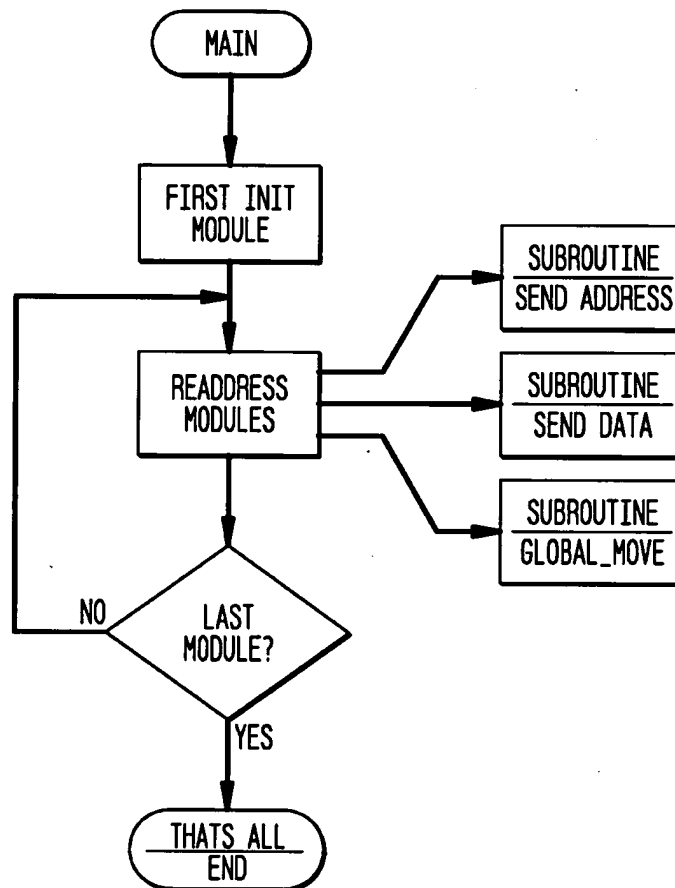 MAIN
FIRST INIT
MODULE
SUBROUTINE
SEND ADDRESS
READDRESS
MODULES
SUBROUTINE
SEND DATA
SUBROUTINE
GLOBAL_MOVE
NO
LAST
MODULE?
YES
THATS ALL
END